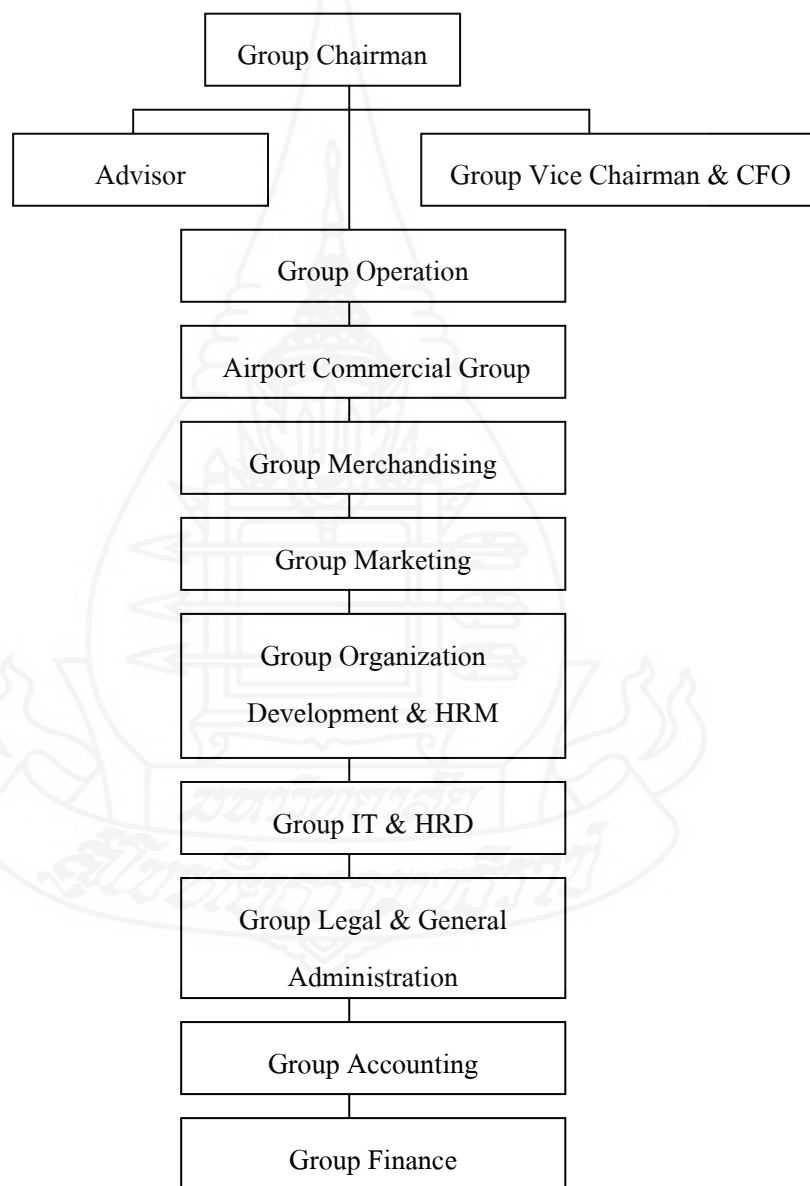 Group Chairman
Advisor
Group Vice Chairman & CFO
Group Operation
Airport Commercial Group
Group Merchandising
Group Marketing
Group Organization
Development & HRM
Group IT & HRD
Group Legal & General
Administration
Group Accounting
Group Finance